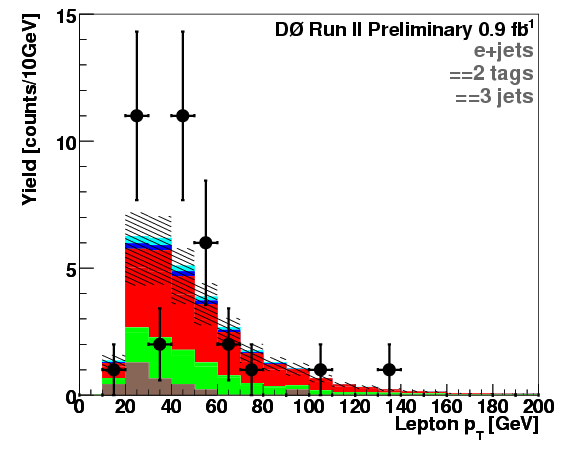 DØ Run II Preliminary 0.9 fb-1
e+jets
==2 tags
==3 jets
Yield [counts/10GeV]
15
10
5
0
0 20 40 60 80 100 120 140 160 180 200
Lepton pT [GeV]